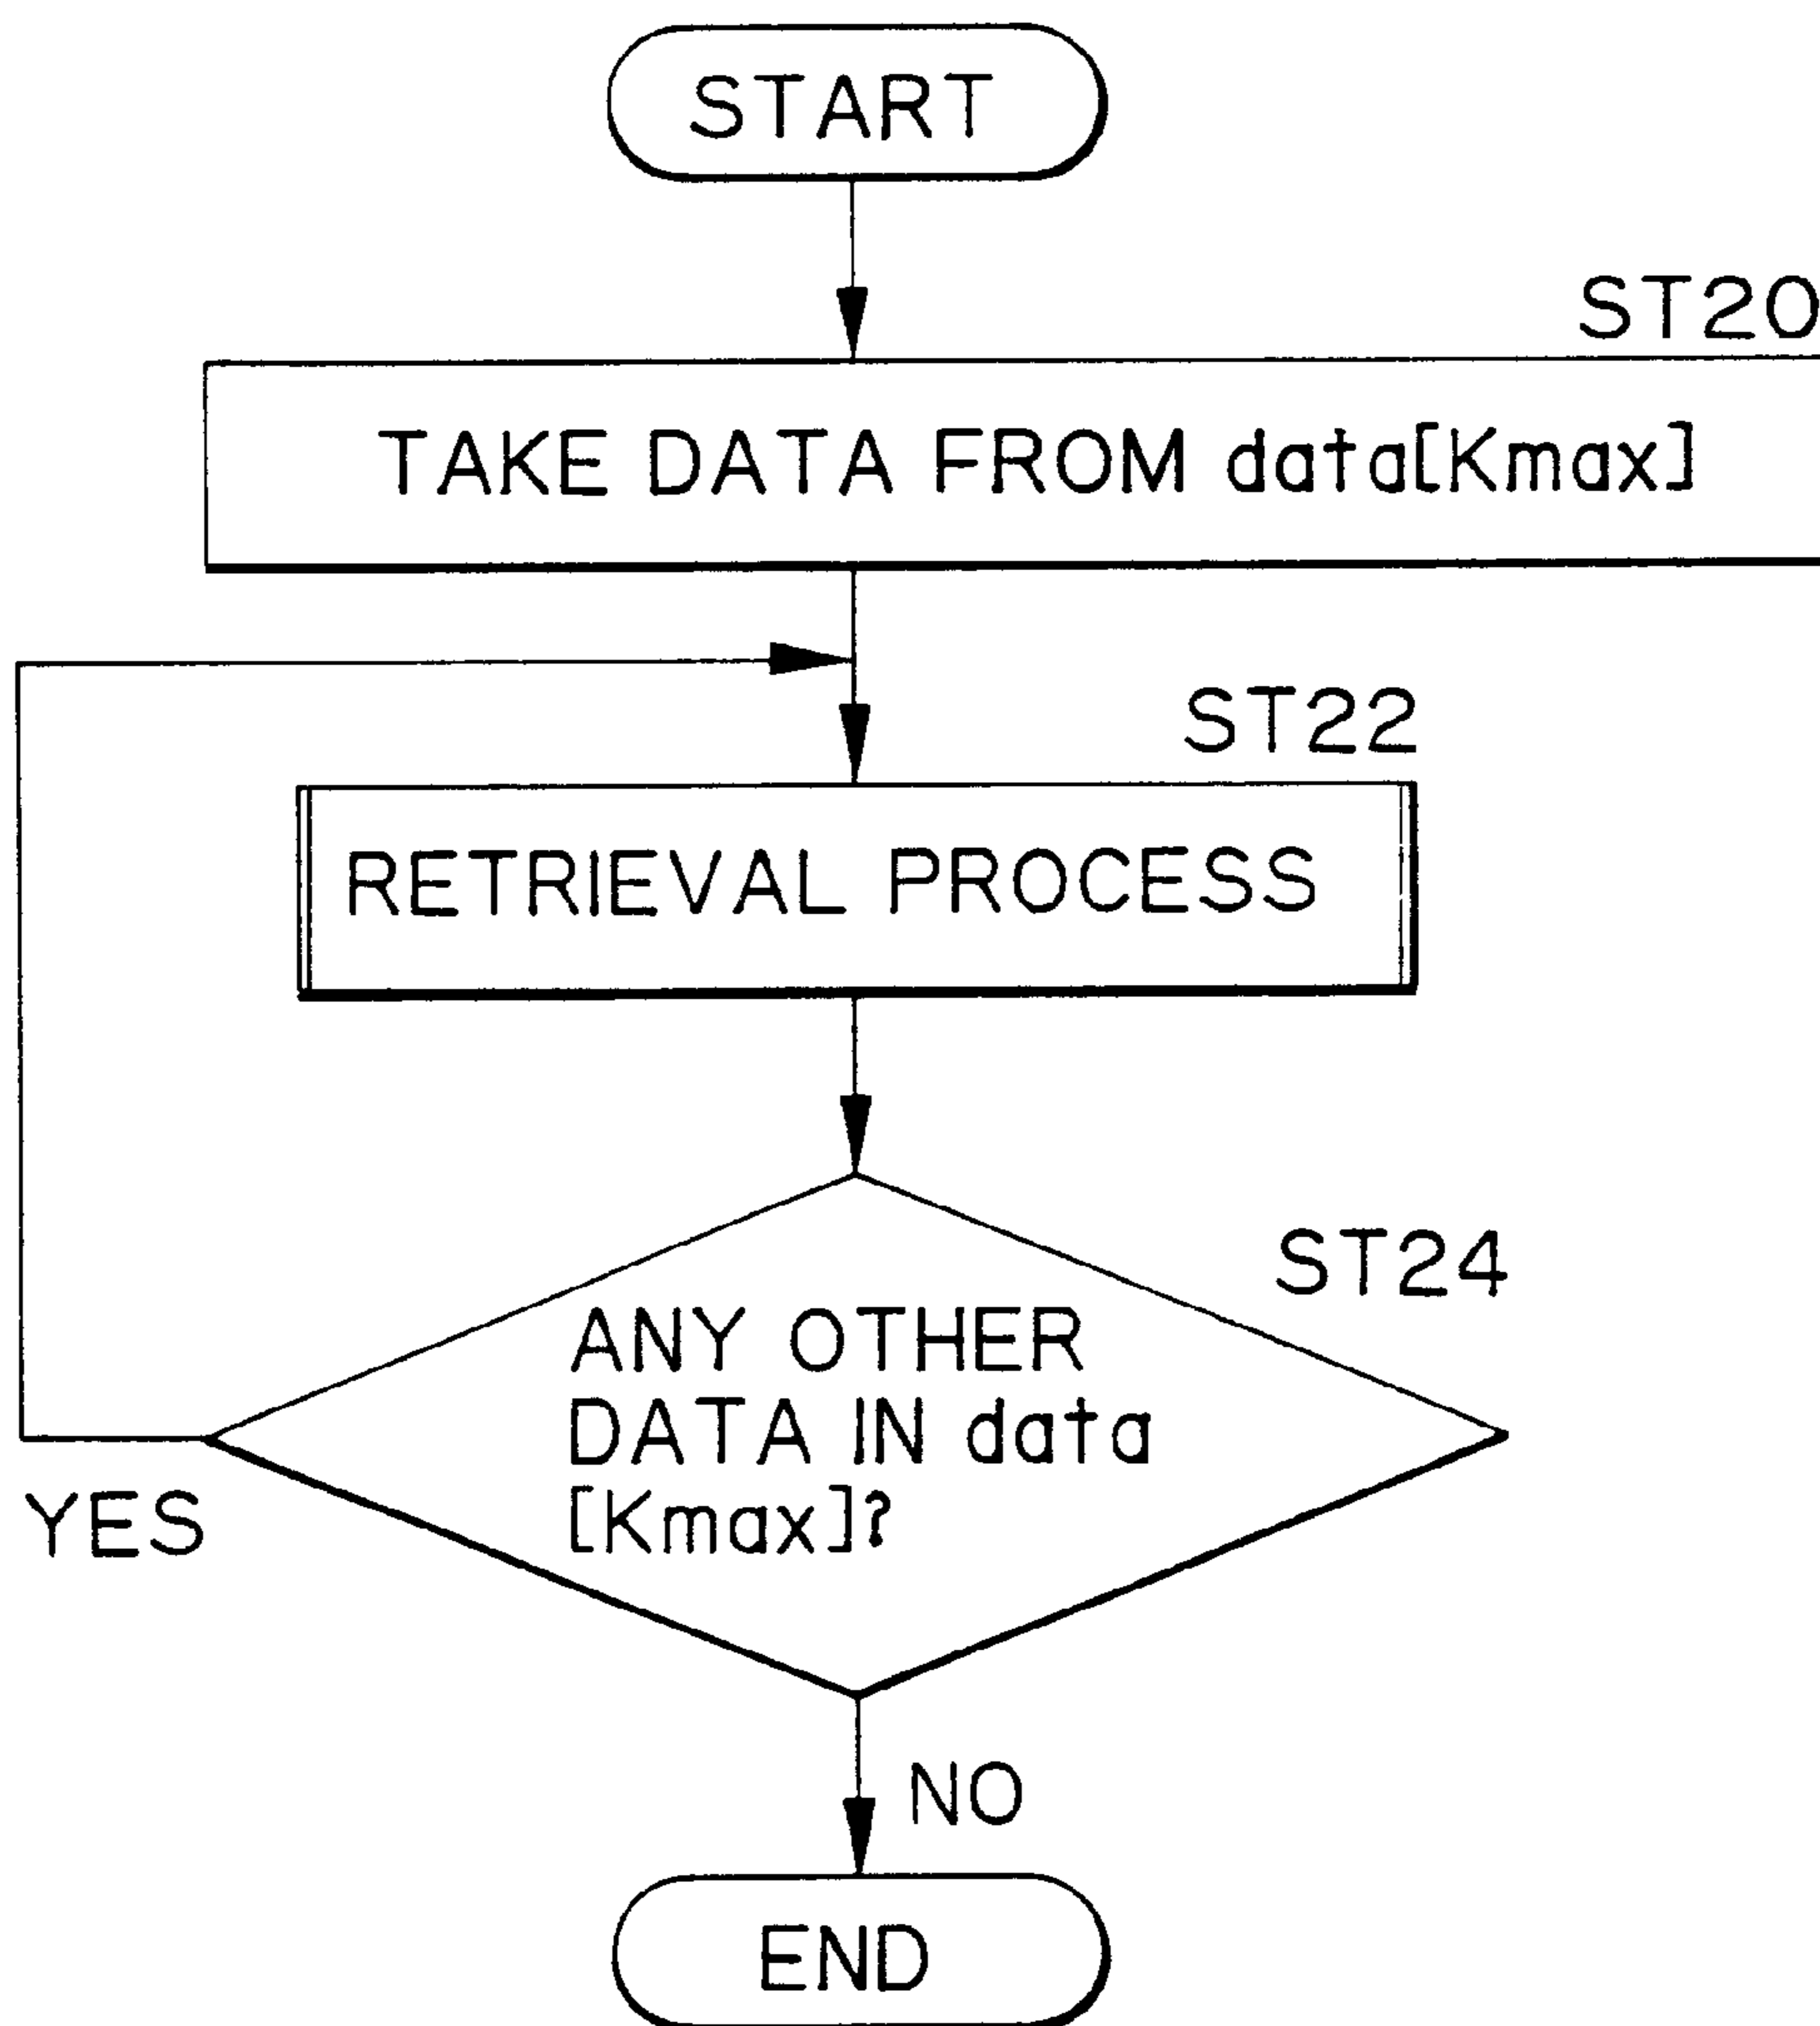 START
ST20
TAKE DATA FROM data[Kmax]
ST22
RETRIEVAL PROCESS
ST24
ANY OTHER
DATA IN data
[Kmax]?
YES
NO
END